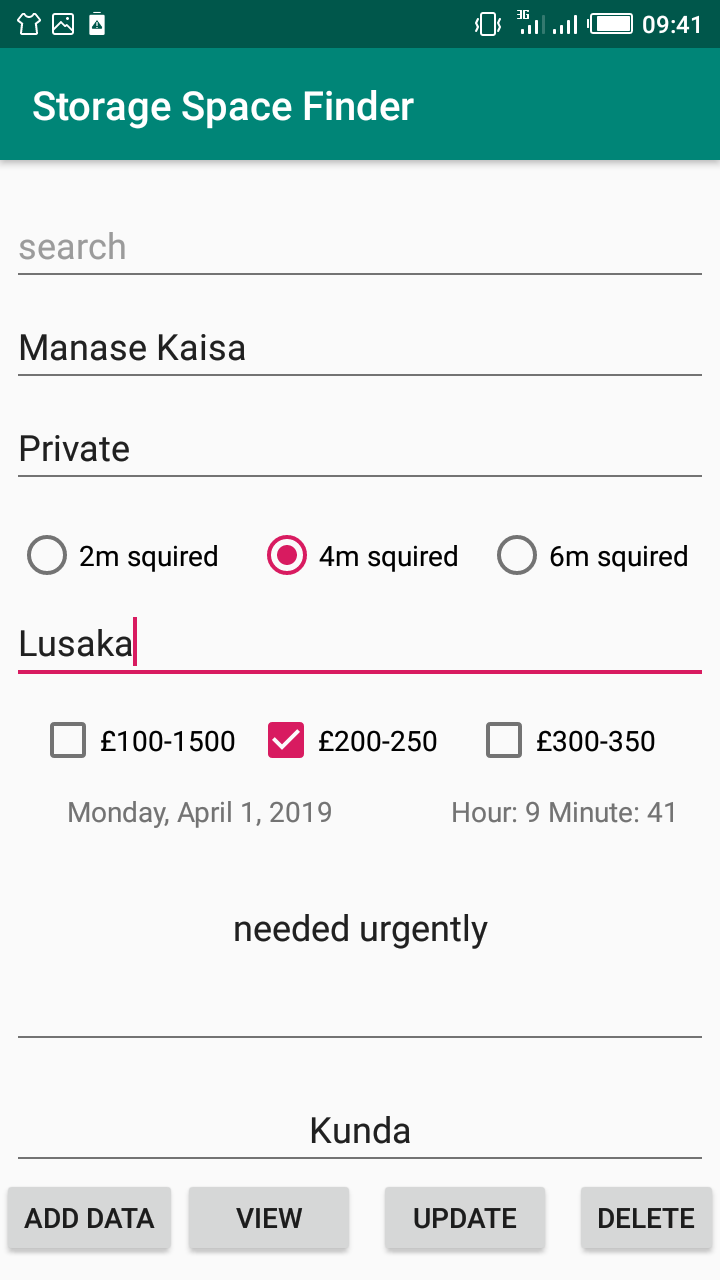 3G 09:41
Storage Space Finder
search
Manase Kaisa
Private
2m squired 4m squired 6m squired
Lusaka
£100-1500 £200-250 £300-350
Monday, April 1, 2019 Hour: 9 Minute: 41
needed urgently
Kunda
ADD DATA VIEW UPDATE DELETE